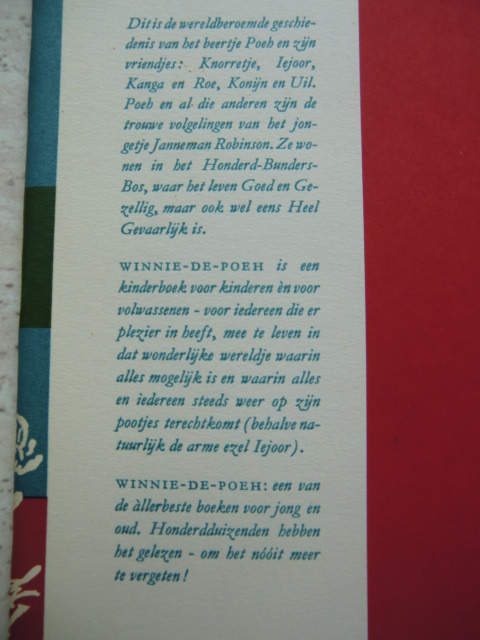 Dit is de wereldberoemde geschie-
denis van het beertje Poeh en zijn
vriendjes: Knorretje, Iejoor,
Kanga en Roe, Konijn en Uil.
Poeh en al die anderen zijn de
trouwe volgelingen van het jon-
getje Janneman Robinson. Ze wo-
nen in het Honderd-Bunders-
Bos, waar het leven Goed en Ge-
zellig, maar ook wel eens Heel
Gevaarlijk is.
WINNIE-DE-POEH is een
kinderboek voor kinderen èn voor
volwassenen - voor iedereen die er
plezier in heeft, mee te leven in
dat wonderlijke wereldje waarin
alles mogelijk is en waarin alles
en iedereen steeds weer op zijn
pootjes terechtkomt (behalve na-
tuurlijk de arme ezel Iejoor).
WINNIE-DE-POEH: een van
de àllerbeste boeken voor jong en
oud. Honderdduizenden hebben
het gelezen - om het nóóit meer
te vergeten!